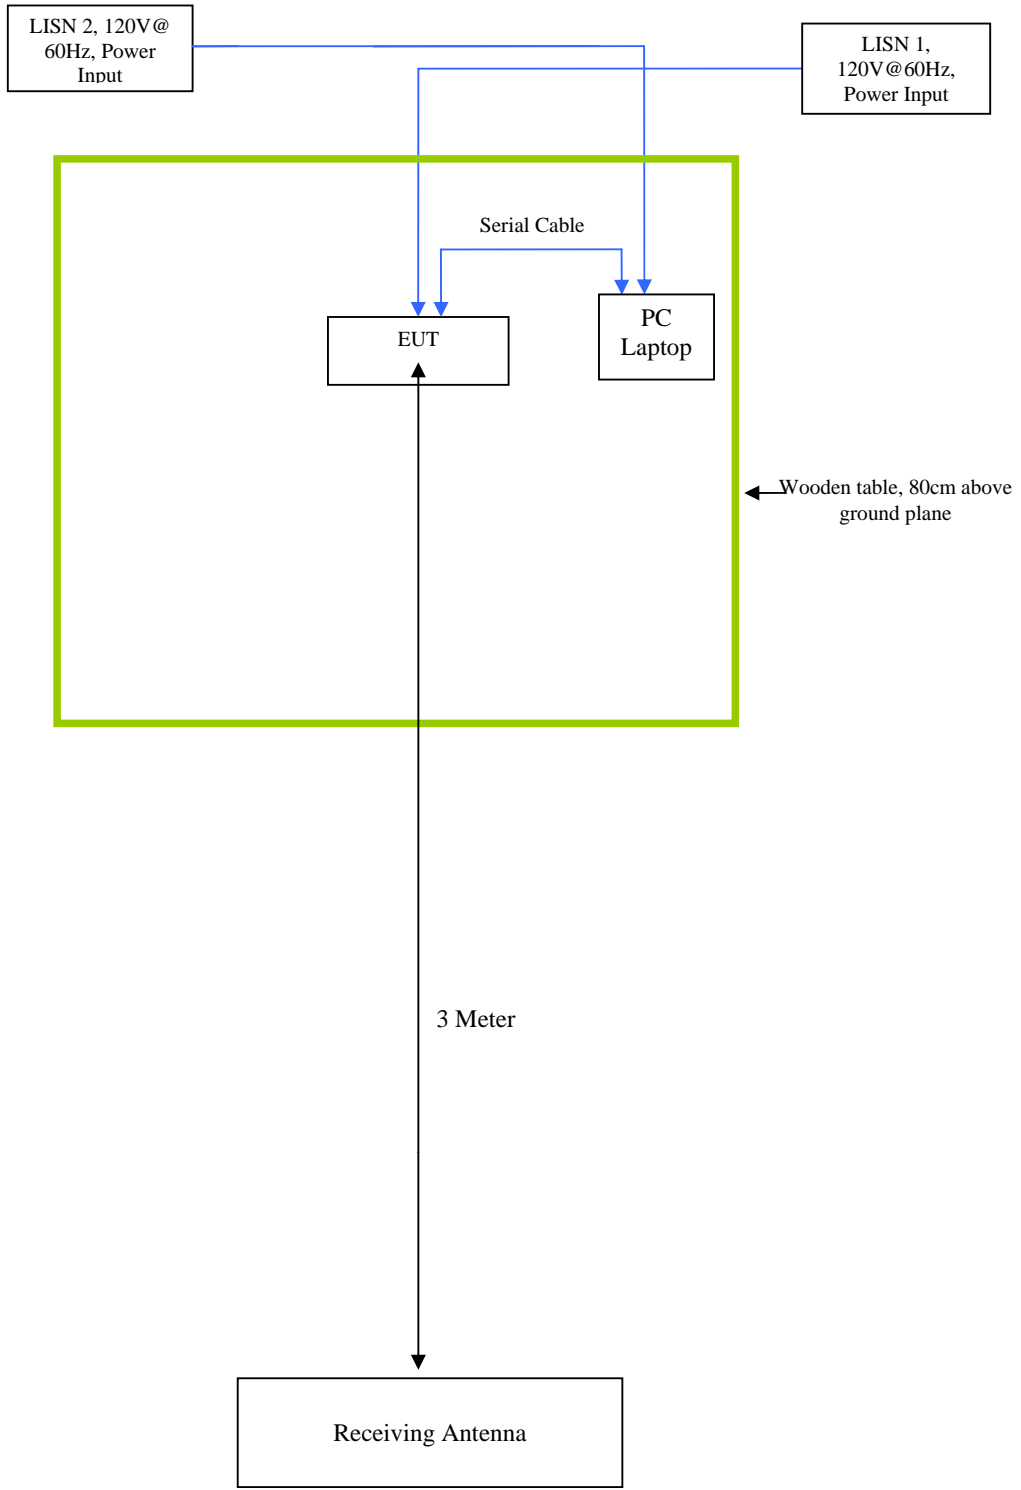 LISN 2, 120V@
60Hz, Power
Input
LISN 1,
120V@60Hz,
Power Input
Serial Cable
EUT
PC
Laptop
Wooden table, 80cm above
ground plane
3 Meter
Receiving Antenna